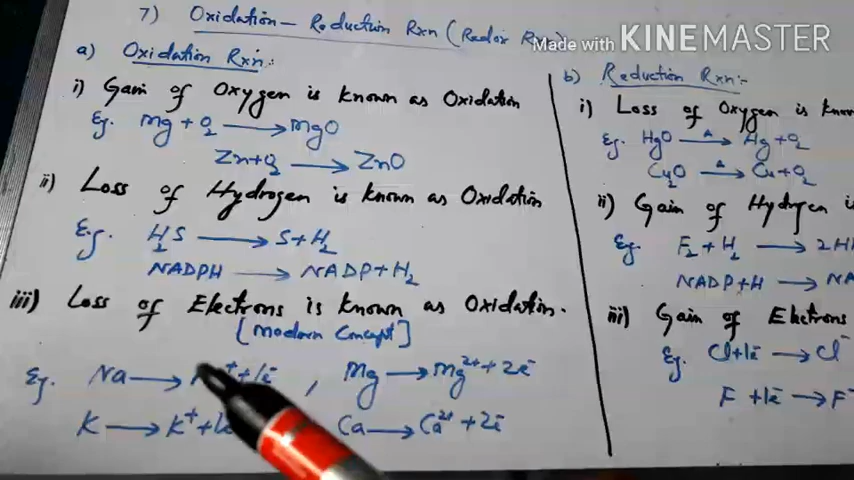 7) Oxidation – Reduction Rxn (Redox Rxn)
Made with KINEMASTER
a) Oxidation Rxn:
i) Gain of Oxygen is known as Oxidation
Eg. Mg + O₂ ⟶ MgO
Zn + O₂ ⟶ ZnO
ii) Loss of Hydrogen is known as Oxidation
Eg. H₂S ⟶ S + H₂
NADPH ⟶ NADP + H₂
iii) Loss of Electrons is known as Oxidation.
[Modern Concept]
Eg. Na ⟶ + 1e⁻ , Mg ⟶ Mg²⁺ + 2e⁻
K ⟶ K⁺ + Ca ⟶ Ca²⁺ + 2e⁻
b) Reduction Rxn:-
i) Loss of Oxygen is
Eg. HgO ⟶ Hg + O₂
Cu₂O ⟶ Cu + O₂
ii) Gain of Hydrogen is
Eg. F₂ + H₂ ⟶
NADP + H ⟶
iii) Gain of Electrons
Eg. Cl + 1e⁻ ⟶ Cl⁻
F + 1e⁻ ⟶ F⁻